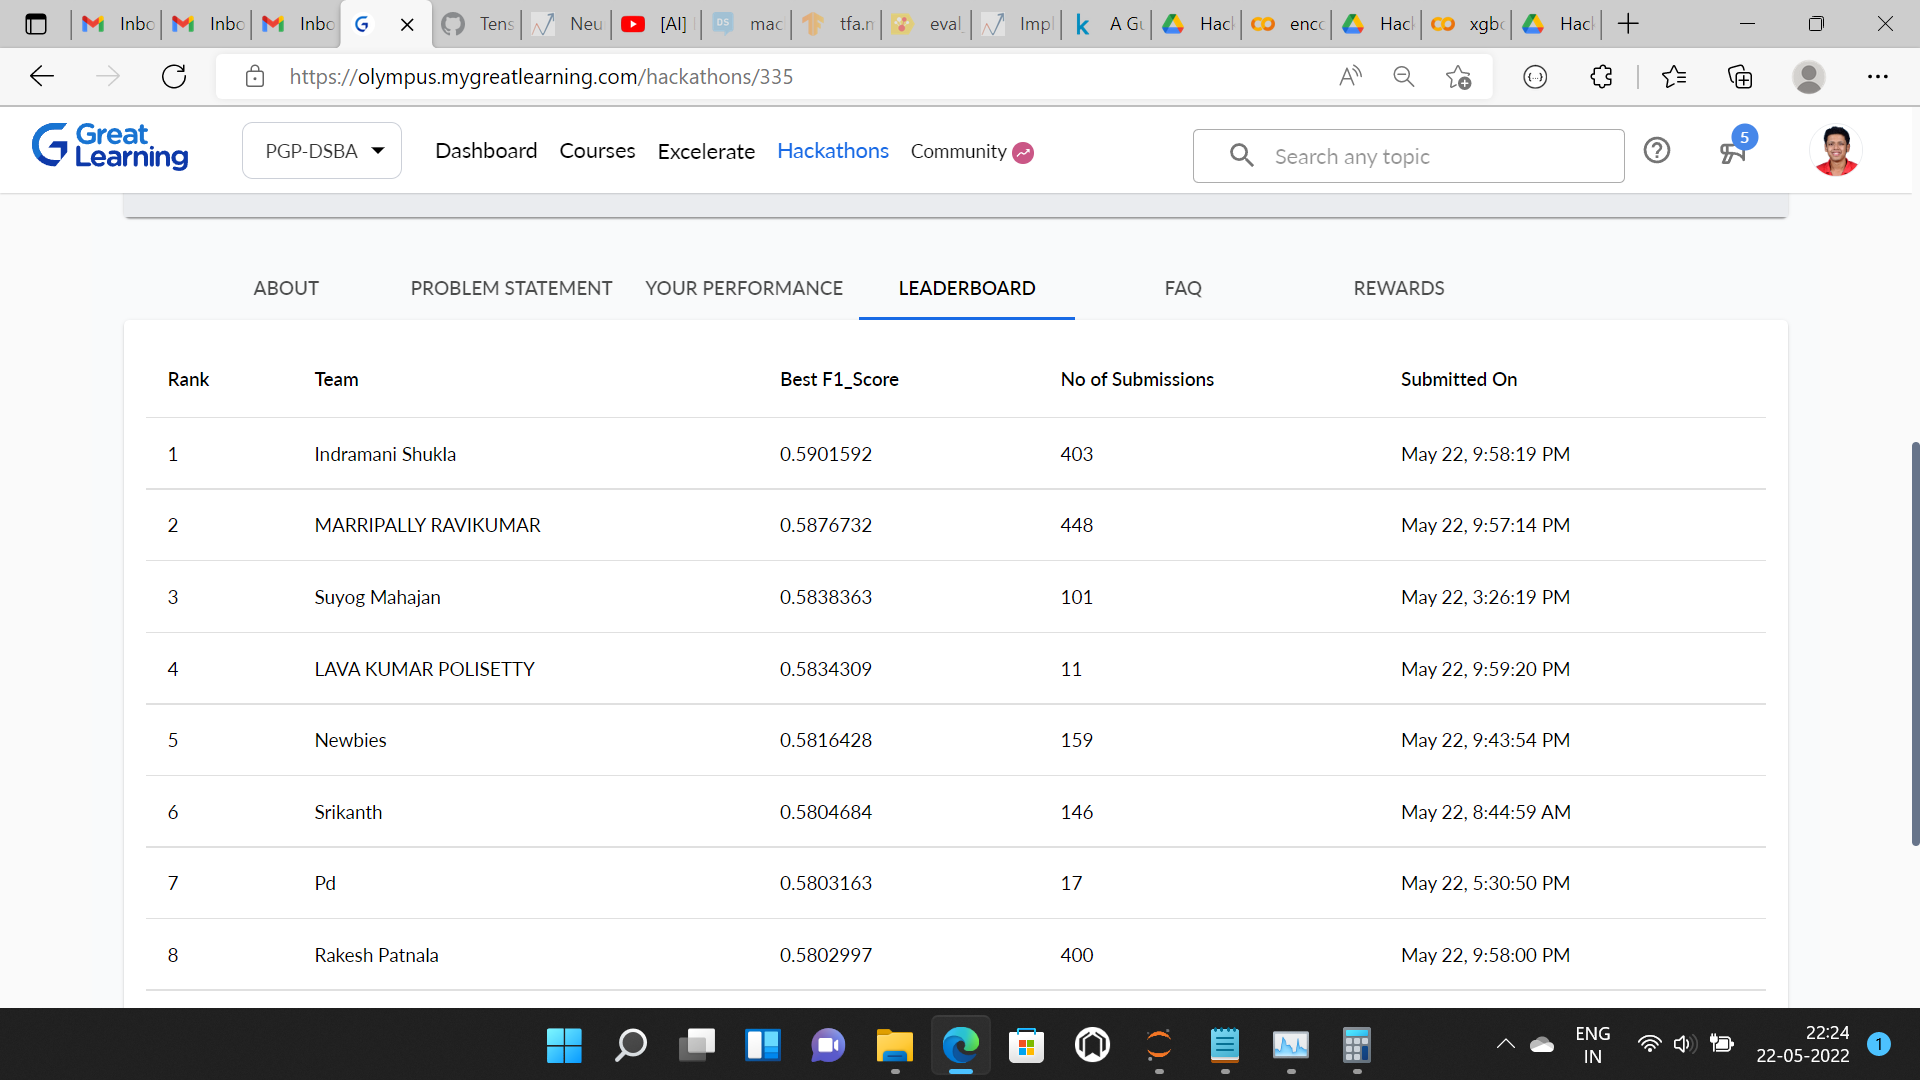 Inbo Inbo Inbo Tens Neu [AI] mac tfa.m eval_ Impl A Gu Hack enco Hack xgbo Hack
https://olympus.mygreatlearning.com/hackathons/335
Great Learning PGP-DSBA Dashboard Courses Excelerate Hackathons Community Search any topic 5
ABOUT PROBLEM STATEMENT YOUR PERFORMANCE LEADERBOARD FAQ REWARDS
Rank Team Best F1_Score No of Submissions Submitted On
1 Indramani Shukla 0.5901592 403 May 22, 9:58:19 PM
2 MARRIPALLY RAVIKUMAR 0.5876732 448 May 22, 9:57:14 PM
3 Suyog Mahajan 0.5838363 101 May 22, 3:26:19 PM
4 LAVA KUMAR POLISETTY 0.5834309 11 May 22, 9:59:20 PM
5 Newbies 0.5816428 159 May 22, 9:43:54 PM
6 Srikanth 0.5804684 146 May 22, 8:44:59 AM
7 Pd 0.5803163 17 May 22, 5:30:50 PM
8 Rakesh Patnala 0.5802997 400 May 22, 9:58:00 PM
ENG 22:24
IN 22-05-2022 1